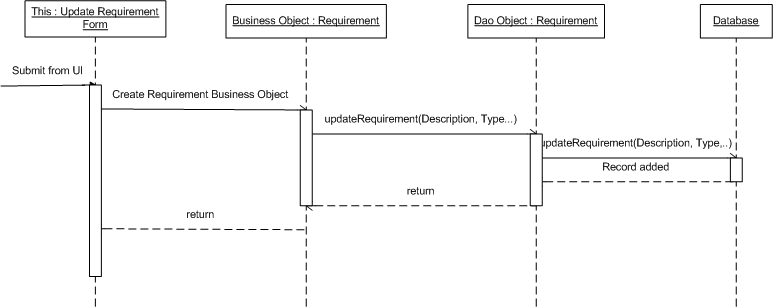 This : Update Requirement
Form
Business Object : Requirement
Dao Object : Requirement
Database
Submit from UI
Create Requirement Business Object
updateRequirement(Description, Type...)
updateRequirement(Description, Type,..)
Record added
return
return